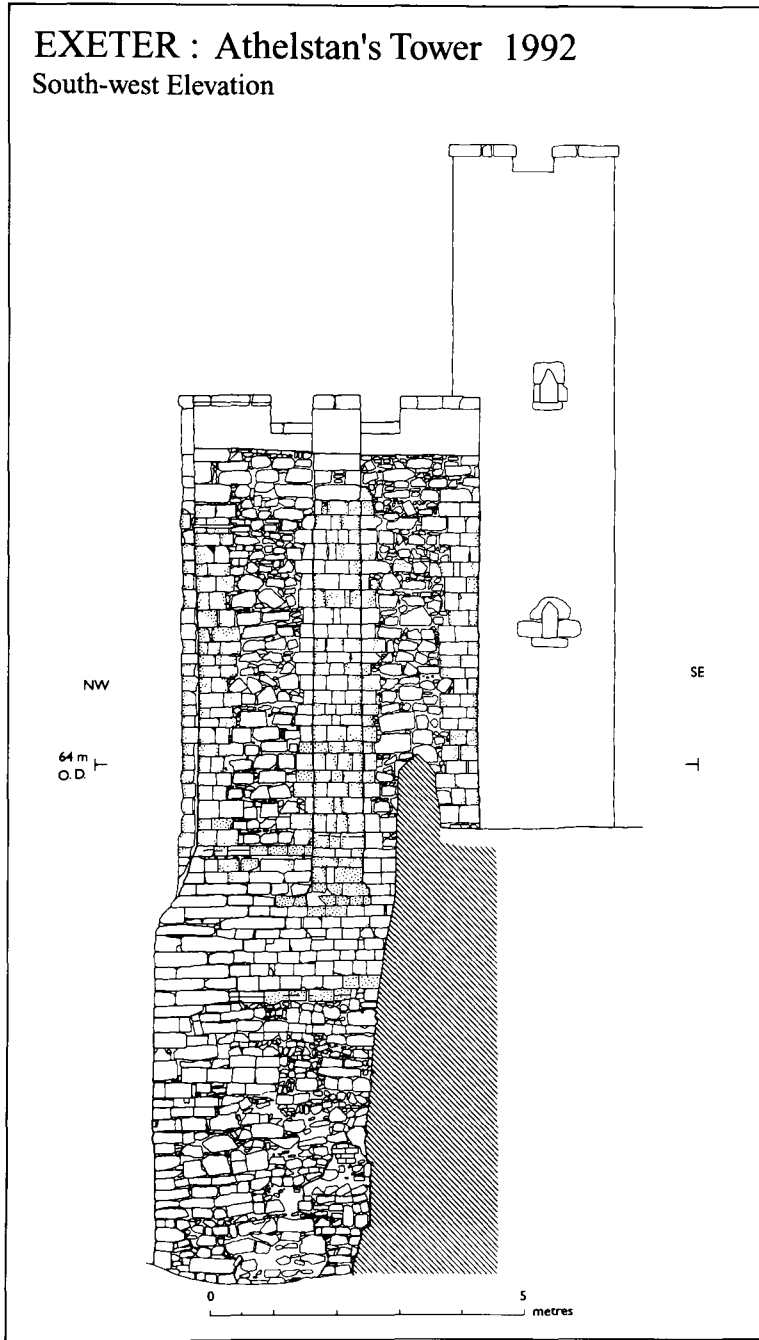 EXETER : Athelstan's Tower 1992
South-west Elevation
NW
SE
64 m
O.D.
0 5
metres